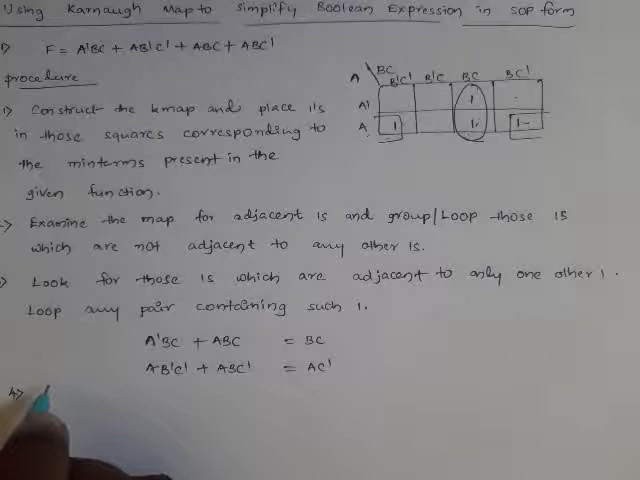 Using Karnaugh Map to simplify Boolean Expression in SOP form
1) F = A'BC + AB'C' + ABC + ABC'
procedure
A \ BC B'C' B'C BC BC'
A' 1
A 1 1 1
1) Construct the kmap and place 1s
in those squares corresponding to
the minterms present in the
given function.
2) Examine the map for adjacent 1s and group/Loop those 1s
which are not adjacent to any other 1s.
) Look for those 1s which are adjacent to only one other 1.
Loop any pair containing such 1.
A'BC + ABC = BC
AB'C' + ABC' = AC'
4)